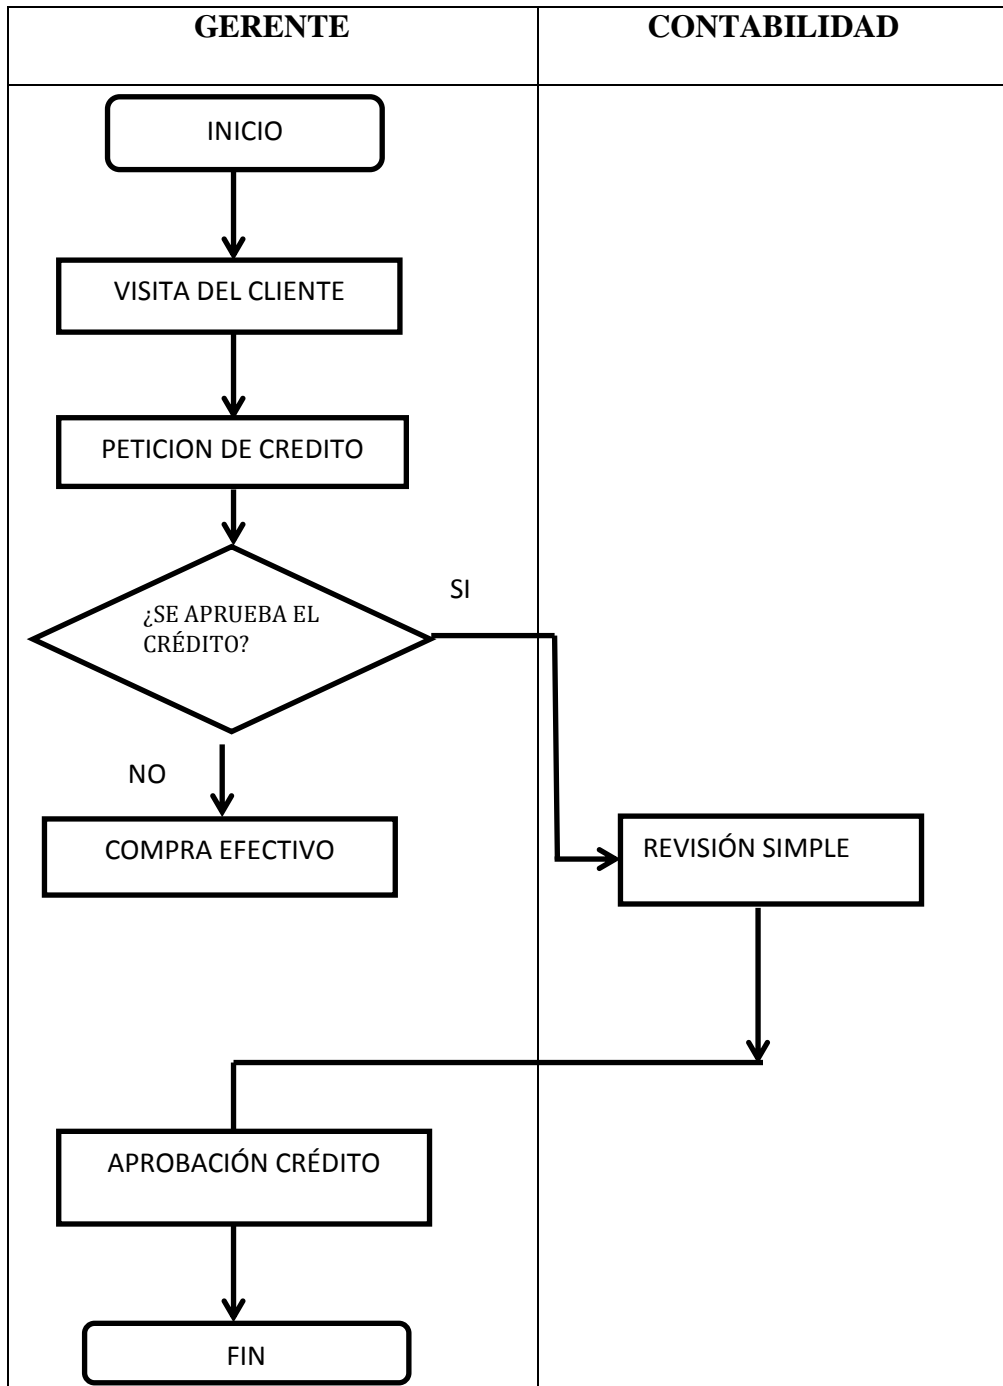 GERENTE
CONTABILIDAD
INICIO
VISITA DEL CLIENTE
PETICION DE CREDITO
¿SE APRUEBA EL
CRÉDITO?
SI
NO
COMPRA EFECTIVO
REVISIÓN SIMPLE
APROBACIÓN CRÉDITO
FIN